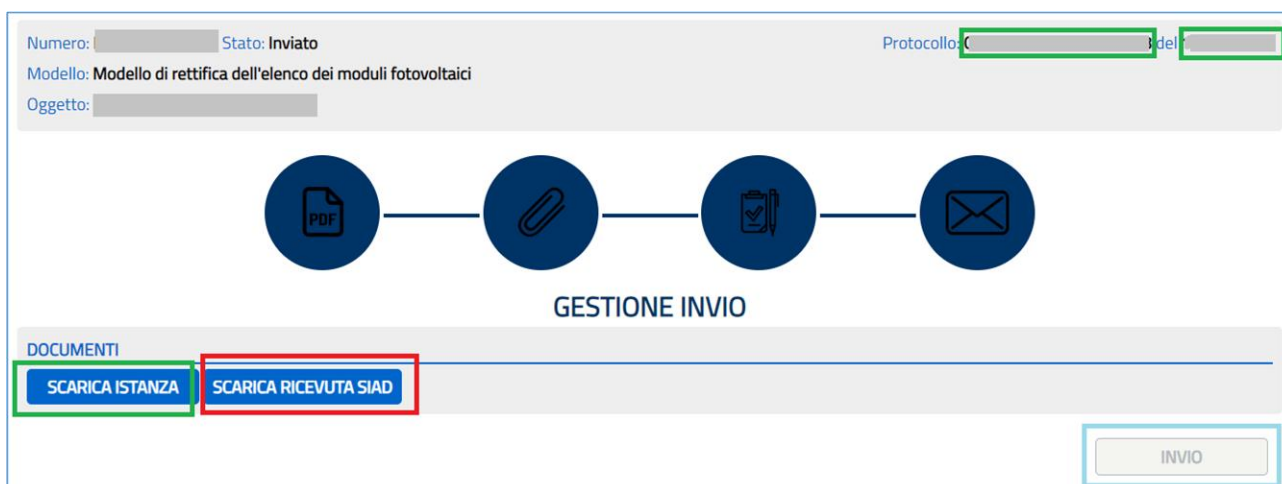 Numero: Stato: Inviato Protocollo: del
Modello: Modello di rettifica dell'elenco dei moduli fotovoltaici
Oggetto:
PDF
GESTIONE INVIO
DOCUMENTI
SCARICA ISTANZA SCARICA RICEVUTA SIAD
INVIO